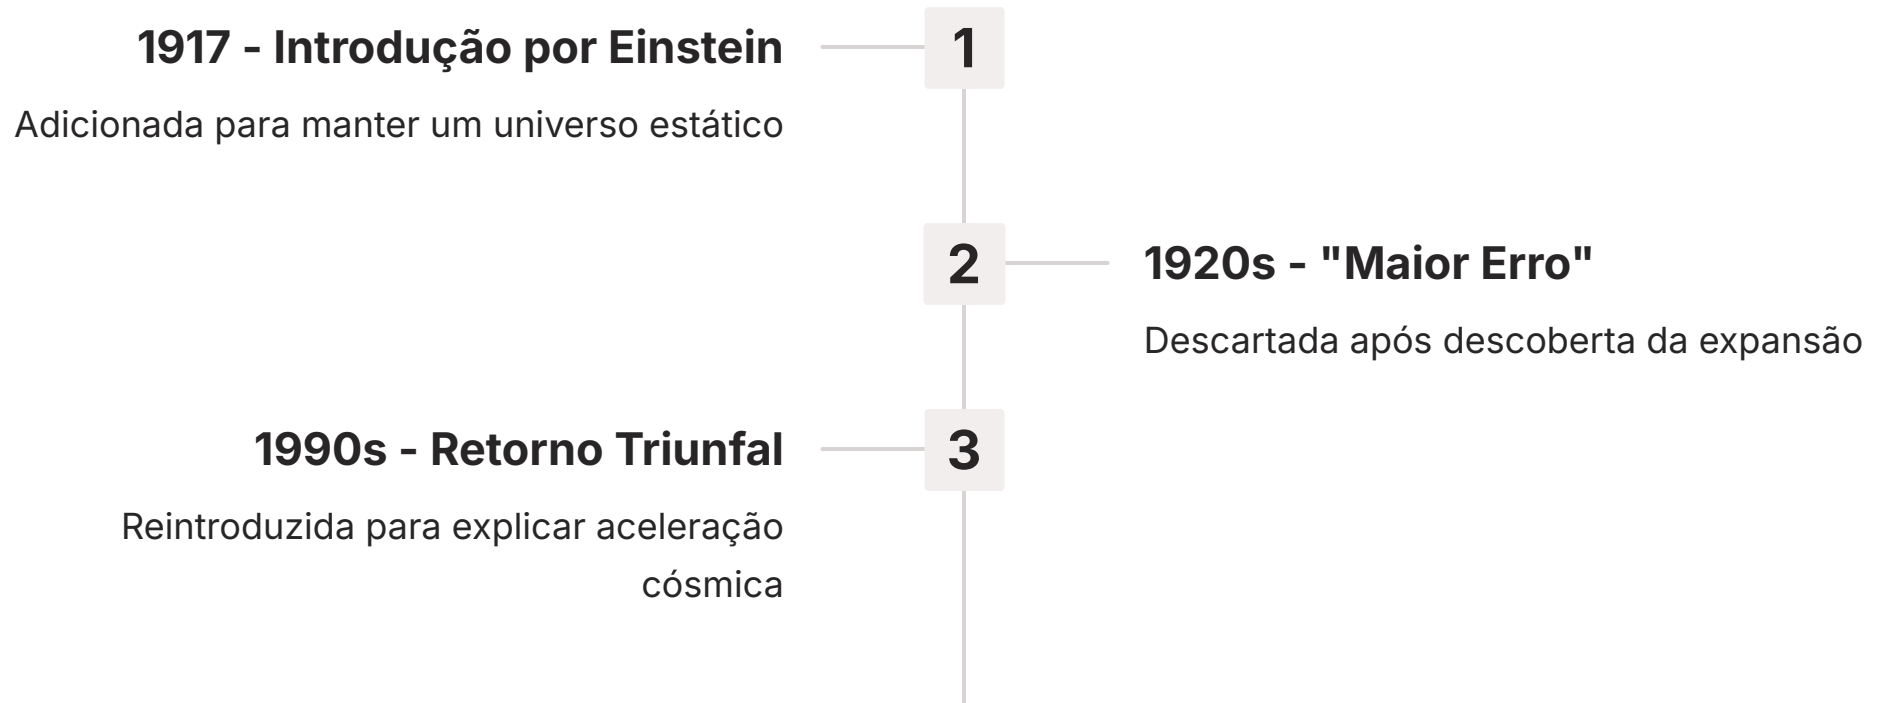 1917 - Introdução por Einstein
1
Adicionada para manter um universo estático
2
1920s - "Maior Erro"
Descartada após descoberta da expansão
1990s - Retorno Triunfal
3
Reintroduzida para explicar aceleração
cósmica